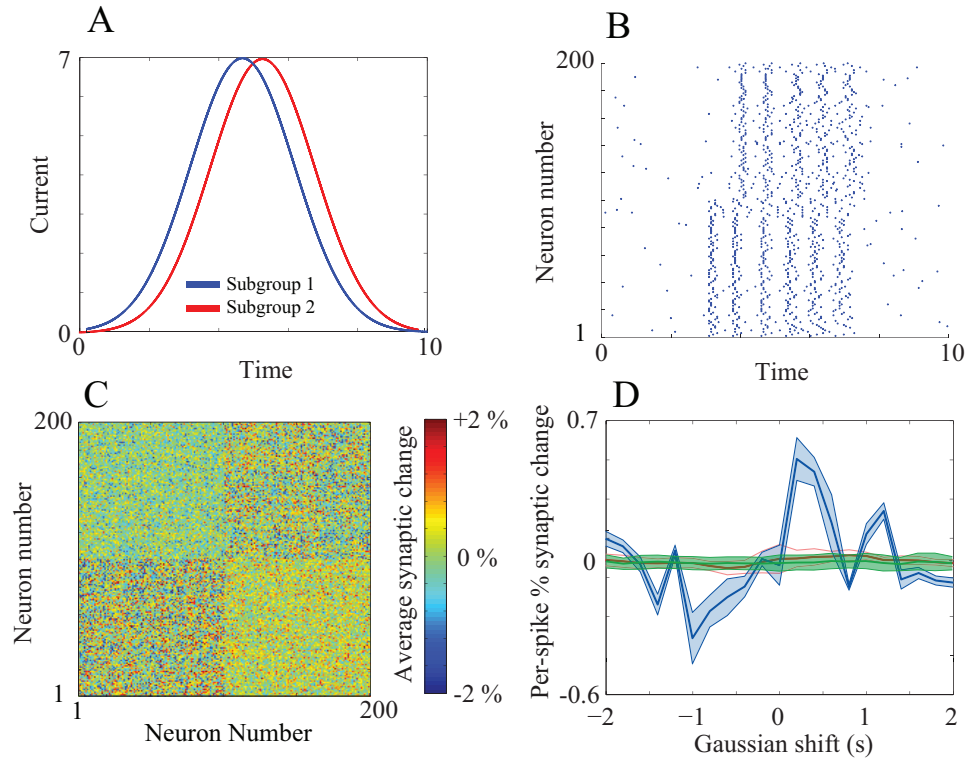 A
7
Current
Subgroup 1
Subgroup 2
0
0
10
Time
B
200
Neuron number
1
0
10
Time
C
200
Neuron number
1
1
200
Neuron Number
+2 %
0 %
-2 %
Average synaptic change
D
0.7
0
-0.6
Per-spike % synaptic change
−2
−1
0
1
2
Gaussian shift (s)